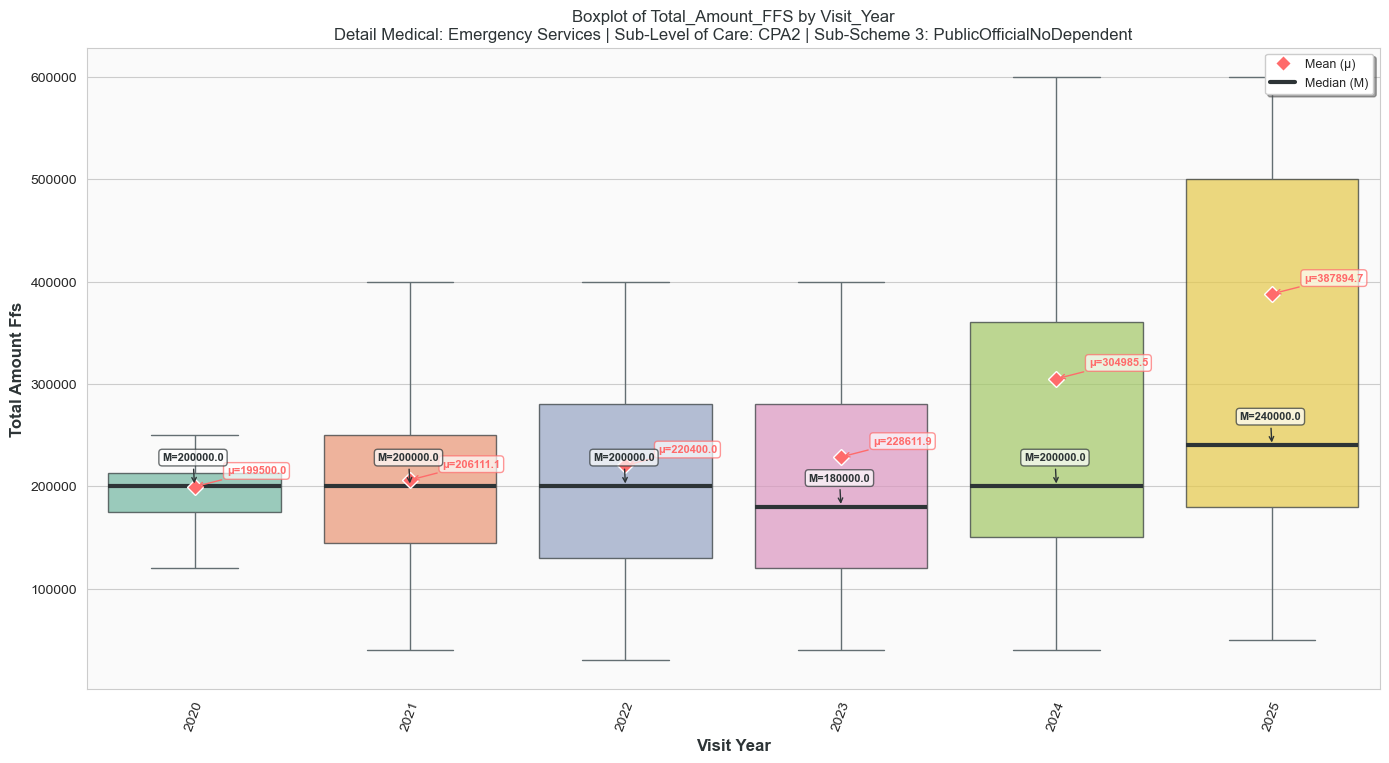 Boxplot of Total_Amount_FFS by Visit_Year
Detail Medical: Emergency Services | Sub-Level of Care: CPA2 | Sub-Scheme 3: PublicOfficialNoDependent
Mean (μ)
Median (M)
Total Amount Ffs
600000
500000
400000
300000
200000
100000
M=200000.0
μ=199500.0
M=200000.0
μ=206111.1
M=200000.0
μ=220400.0
M=180000.0
μ=228611.9
M=200000.0
μ=304985.5
M=240000.0
μ=387894.7
2020
2021
2022
2023
2024
2025
Visit Year